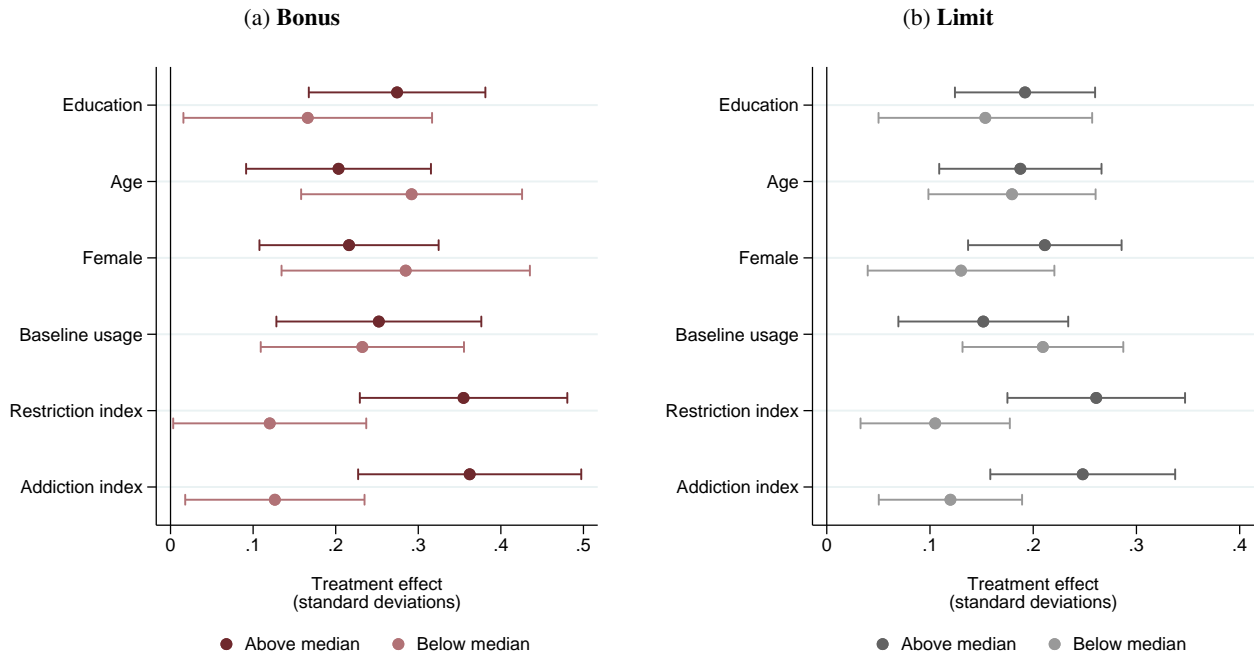 (a) Bonus
Education
Age
Female
Baseline usage
Restriction index
Addiction index
0 .1 .2 .3 .4 .5
Treatment effect
(standard deviations)
Above median Below median
(b) Limit
Education
Age
Female
Baseline usage
Restriction index
Addiction index
0 .1 .2 .3 .4
Treatment effect
(standard deviations)
Above median Below median